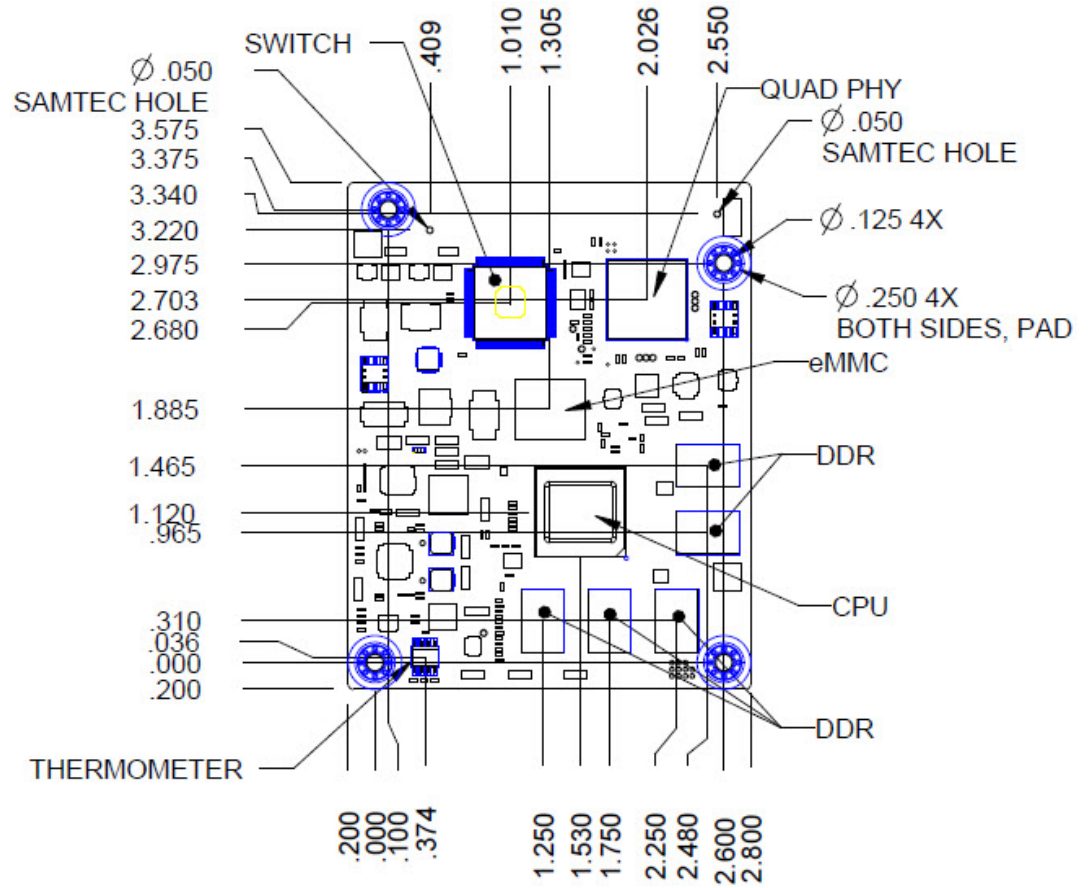 SWITCH
.409
1.010
1.305
2.026
2.550
Ø .050
SAMTEC HOLE
QUAD PHY
Ø .050
SAMTEC HOLE
3.575
3.375
3.340
3.220
2.975
2.703
2.680
1.885
1.465
1.120
.965
.310
.036
.000
.200
Ø .125 4X
Ø .250 4X
BOTH SIDES, PAD
eMMC
DDR
CPU
DDR
THERMOMETER
.200
.000
.100
.374
1.250
1.530
1.750
2.250
2.480
2.600
2.800